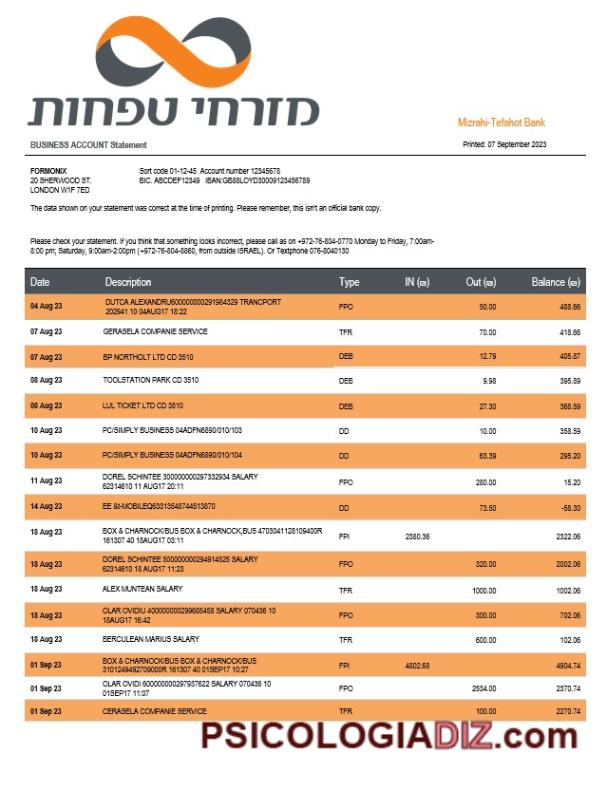 מזרחי טפחות
Mizrahi-Tefahot Bank
BUSINESS ACCOUNT Statement
Printed: 07 September 2023
FORMONIX
20 SHERWOOD ST.
LONDON W1F 7ED
Sort code 01-12-45 Account number 12345678
BIC. ABCDEF12349 IBAN:GB88LOYD30009123456789
The data shown on your statement was correct at the time of printing. Please remember, this isn't an official bank copy.
Please check your statement. If you think that something looks incorrect, please call as on +972-76-804-0770 Monday to Friday, 7:00am-
8:00 pm; Saturday, 9:00am-2:00pm (+972-76-804-8860, from outside ISRAEL). Or Textphone 076-8040130
Date Description Type IN (₪) Out (₪) Balance (₪)
04 Aug 23 DUTCA ALEXANDRU600000000291984329 TRANCPORT FPO 50.00 488.66
202941 10 04AUG17 18:22
07 Aug 23 GERASELA COMPANIE SERVICE TFR 70.00 418.66
07 Aug 23 BP NORTHOLT LTD CD 3510 DEB 12.79 405.87
08 Aug 23 TOOLSTATION PARK CD 3510 DEB 9.98 395.89
08 Aug 23 LUL TICKET LTD CD 3510 DEB 27.30 368.59
10 Aug 23 PC/SIMPLY BUSINESS 04ADFN6890/010/103 DD 10.00 358.59
10 Aug 23 PC/SIMPLY BUSINESS 04ADFN6890/010/104 DD 63.39 295.20
11 Aug 23 DOREL SCHINTEE 300000000297332934 SALARY FPO 280.00 15.20
62314610 11 AUG17 20:11
14 Aug 23 EE &t-MOBILEQ63313548744513870 DD 73.50 -58.30
18 Aug 23 BOX & CHARNOCK/BUS BOX & CHARNOCK,BUS 4703041128109400R FPI 2380.36 2322.06
161307 40 18AUG17 03:11
18 Aug 23 DOREL SCHINTEE 500000000294914525 SALARY FPO 320.00 2002.06
62314610 18 AUG17 11:23
18 Aug 23 ALEX MUNTEAN SALARY TFR 1000.00 1002.06
18 Aug 23 OLAR OVIDIU 400000000299685458 SALARY 070436 10 FPO 300.00 702.06
18AUG17 16:42
18 Aug 23 BERCULEAN MARIUS SALARY TFR 600.00 102.06
01 Sep 23 BOX & CHARNOCK/BUS BOX & CHARNOCK/BUS FPI 4802.68 4904.74
3101249492709000R 161307 40 01SEP17 10:27
01 Sep 23 OLAR OVIDI 600000000297937622 SALARY 070436 10 FPO 2534.00 2370.74
01SEP17 11:37
01 Sep 23 CERASELA COMPANIE SERVICE TFR 100.00 2270.74
PSICOLOGIADIZ.com